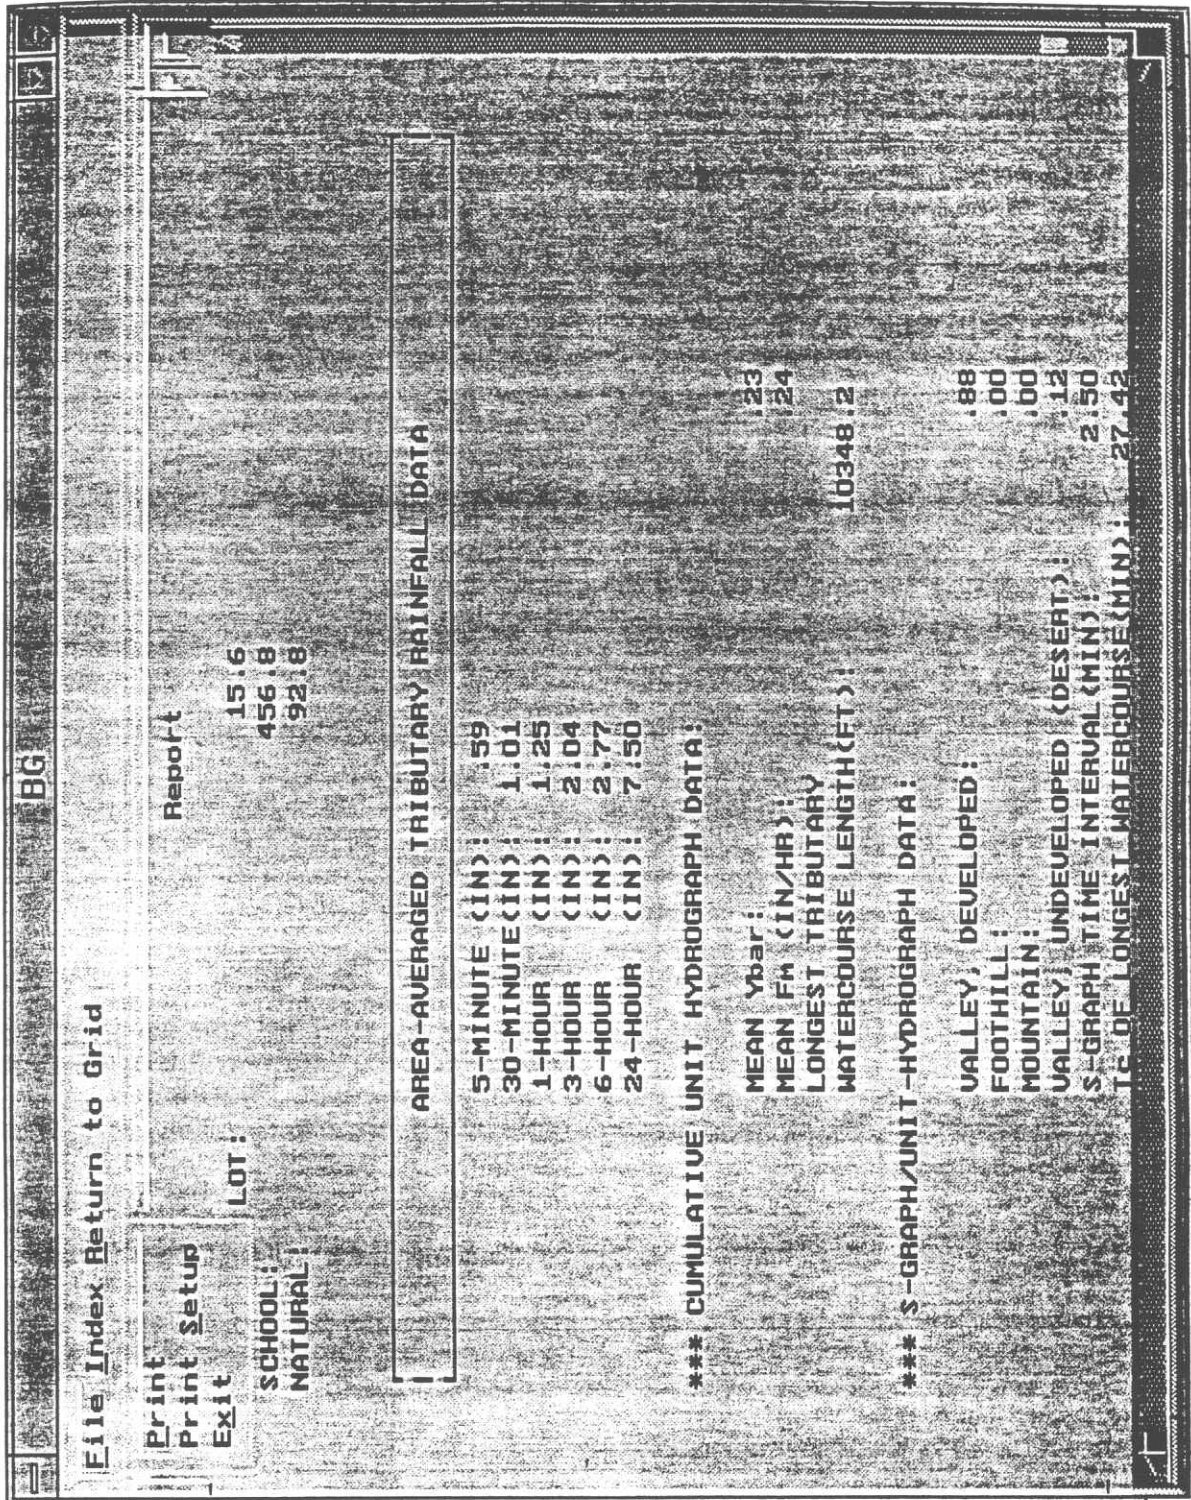 BG
File Index Return to Grid
Print
Print Setup
Exit
Report
LOT: 15.6
SCHOOL: 456.8
NATURAL: 92.8
AREA-AVERAGED TRIBUTARY RAINFALL DATA
5-MINUTE (IN): .59
30-MINUTE(IN): 1.01
1-HOUR (IN): 1.25
3-HOUR (IN): 2.04
6-HOUR (IN): 2.77
24-HOUR (IN): 7.50
*** CUMULATIVE UNIT HYDROGRAPH DATA:
MEAN Ybar: .23
MEAN FM (IN/HR): .24
LONGEST TRIBUTARY
WATERCOURSE LENGTH(FT): 10348.2
*** S-GRAPH/UNIT-HYDROGRAPH DATA:
VALLEY, DEVELOPED: .88
FOOTHILL: .00
MOUNTAIN: .00
VALLEY, UNDEVELOPED (DESERT): .12
S-GRAPH TIME INTERVAL(MIN): 2.50
Tc OF LONGEST WATERCOURSE(MIN): 27.42